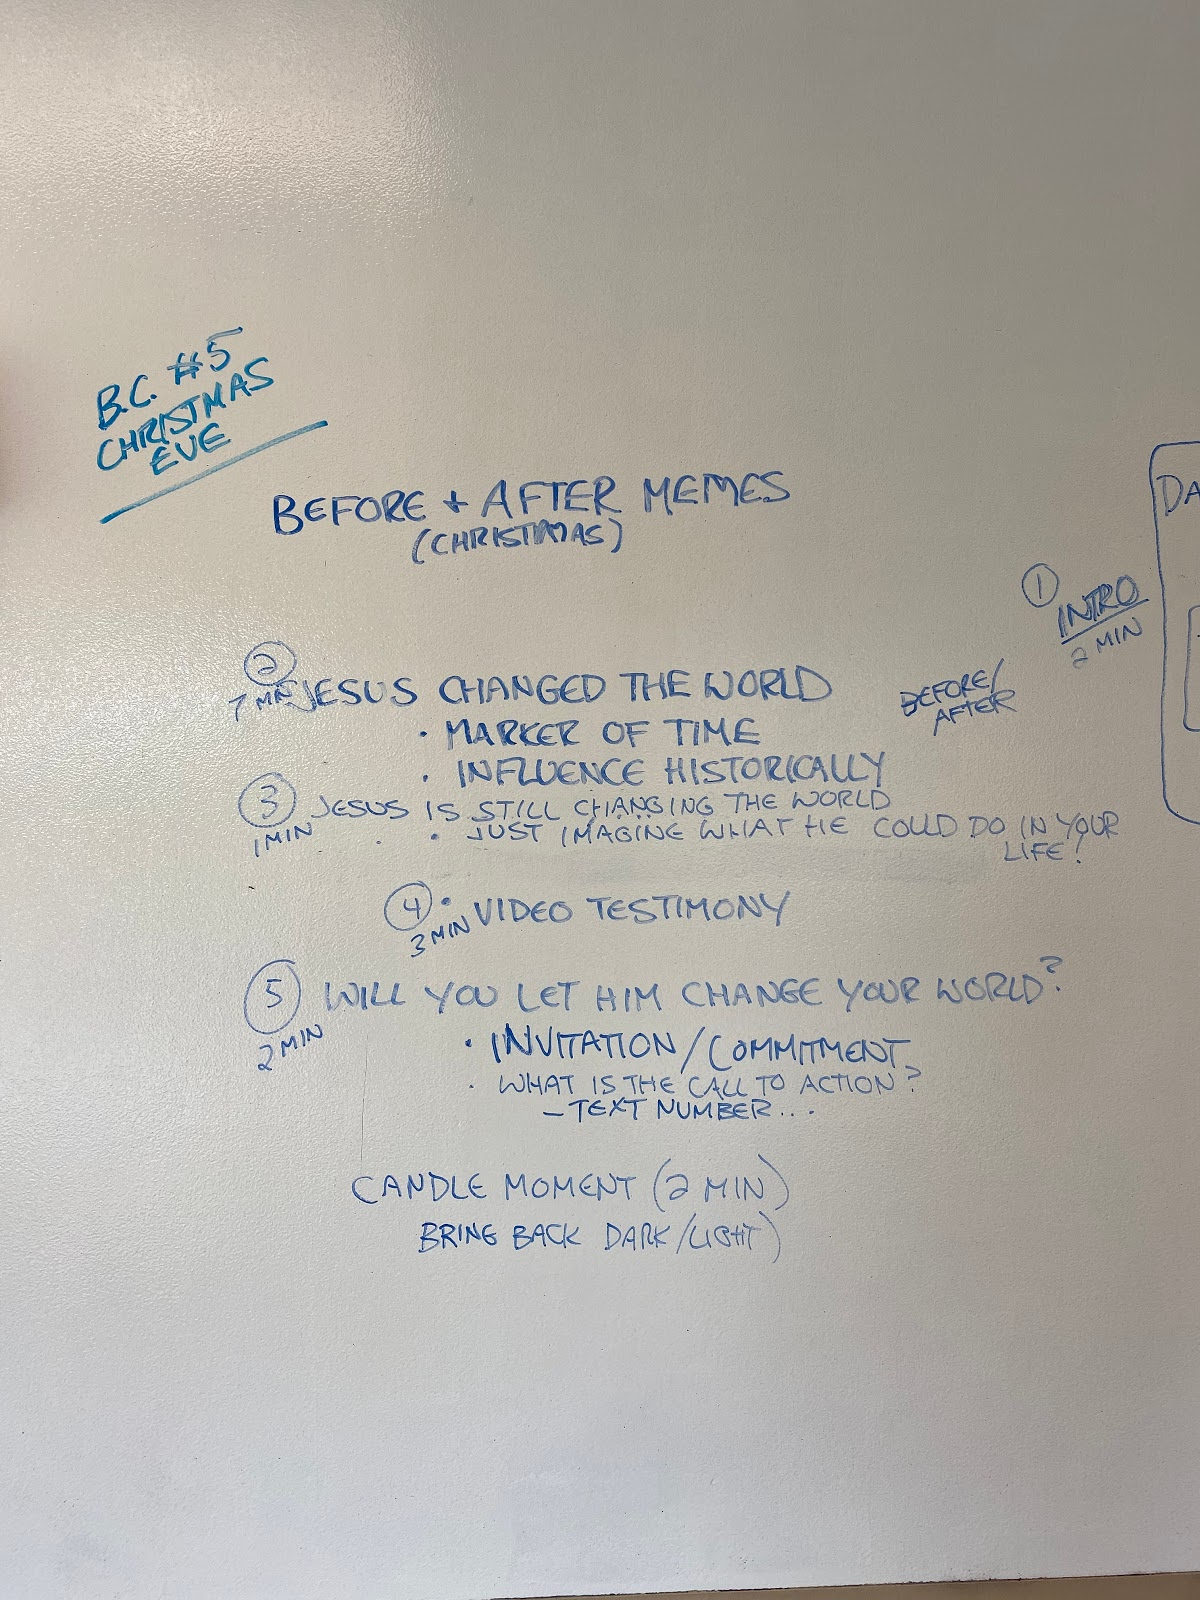 B.C. #5
CHRISTMAS
EVE
BEFORE + AFTER MEMES
(CHRISTMAS)
DA
1
INTRO
2 MIN
2
7 MIN JESUS CHANGED THE WORLD
BEFORE/
AFTER
• MARKER OF TIME
• INFLUENCE HISTORICALLY
3 JESUS IS STILL CHANGING THE WORLD
1 MIN • JUST IMAGINE WHAT HE COULD DO IN YOUR
LIFE!
4 • VIDEO TESTIMONY
3 MIN
5 WILL YOU LET HIM CHANGE YOUR WORLD?
2 MIN
• INVITATION/COMMITMENT
• WHAT IS THE CALL TO ACTION?
– TEXT NUMBER...
CANDLE MOMENT (2 MIN)
BRING BACK DARK/LIGHT)